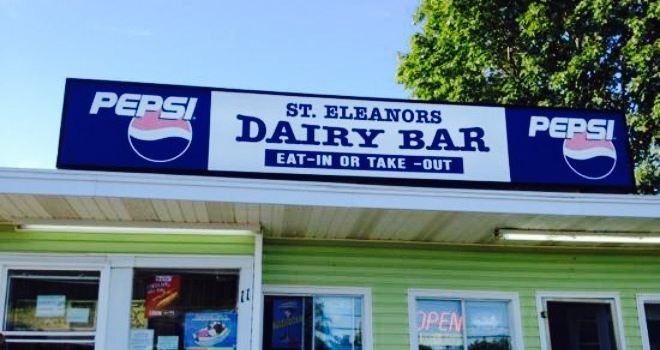 PEPSI
ST. ELEANORS
DAIRY BAR
EAT-IN OR TAKE -OUT
PEPSI
OPEN